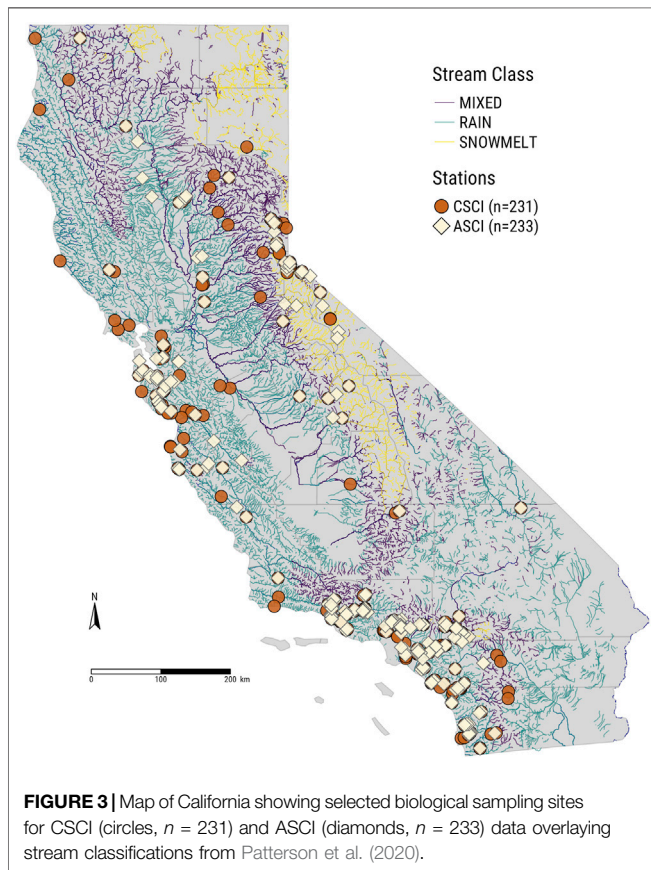 Stream Class
MIXED
RAIN
SNOWMELT
Stations
CSCI (n=231)
ASCI (n=233)
N
0 100 200 km
FIGURE 3 | Map of California showing selected biological sampling sites
for CSCI (circles, n = 231) and ASCI (diamonds, n = 233) data overlaying
stream classifications from Patterson et al. (2020).